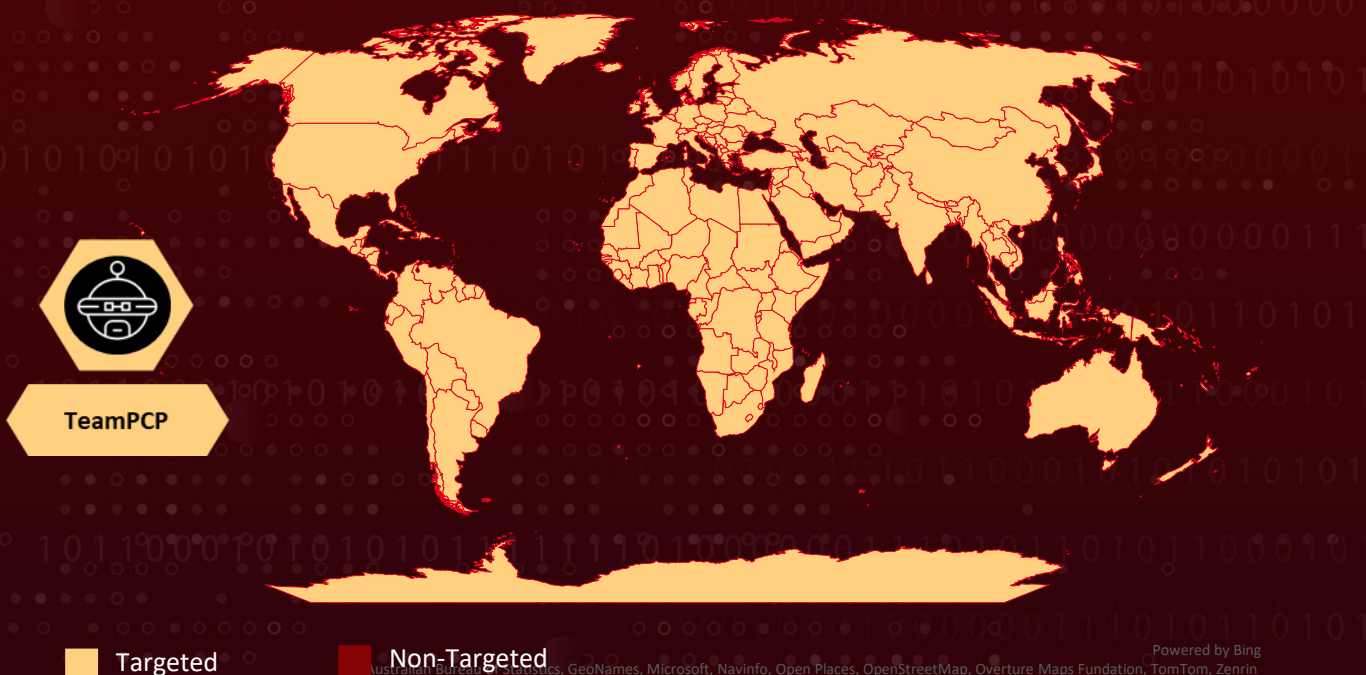 TeamPCP
Targeted
Non-Targeted
Powered by Bing
Australian Bureau of Statistics, GeoNames, Microsoft, Navinfo, Open Places, OpenStreetMap, Overture Maps Fundation, TomTom, Zenrin